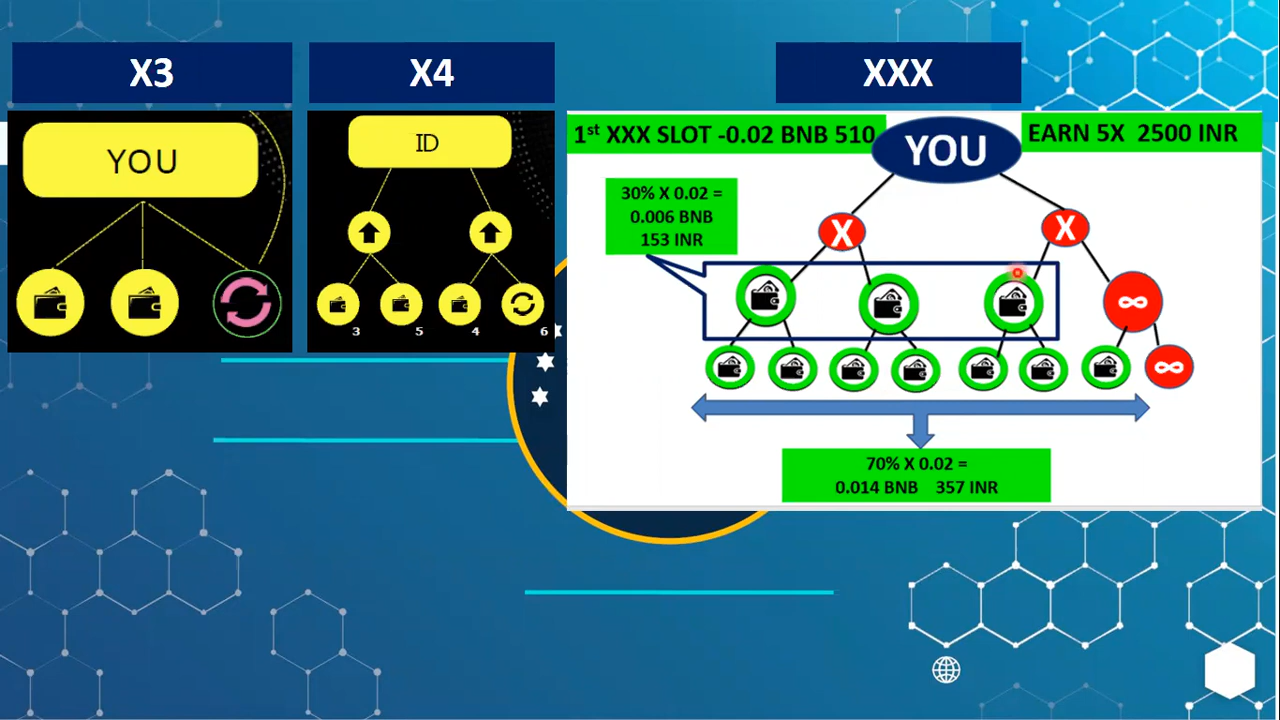 X3
X4
XXX
YOU
ID
3 5 4 6
1st XXX SLOT -0.02 BNB 510
YOU
EARN 5X 2500 INR
30% X 0.02 =
0.006 BNB
153 INR
X
X
∞
∞
70% X 0.02 =
0.014 BNB 357 INR